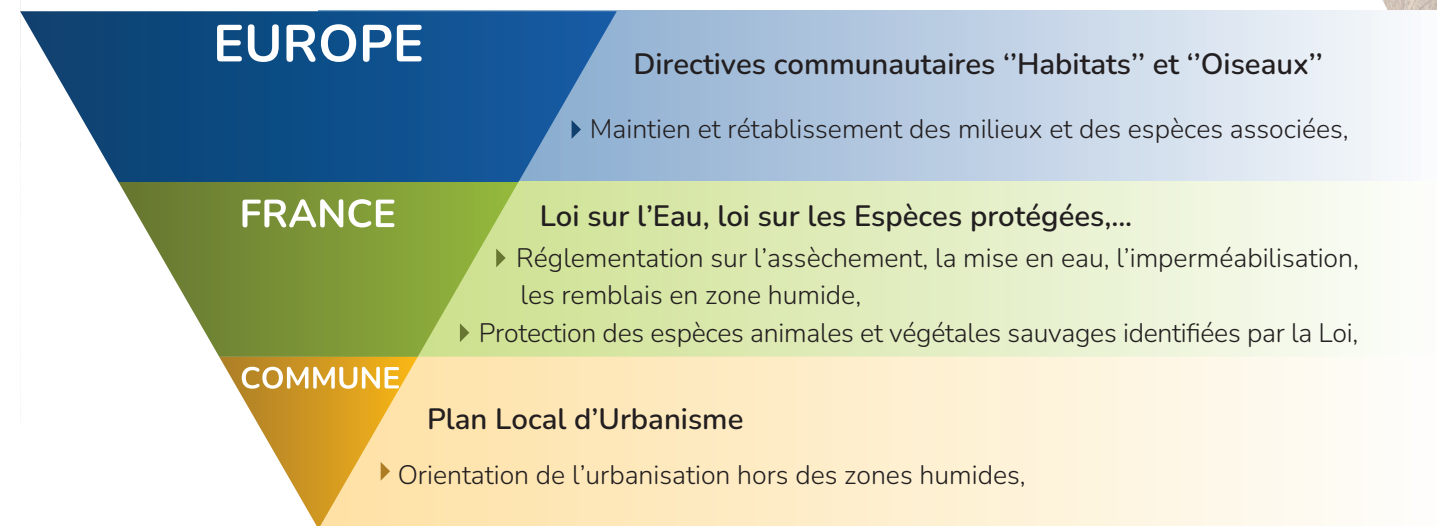 EUROPE
Directives communautaires ‘’Habitats’’ et ‘’Oiseaux’’
Maintien et rétablissement des milieux et des espèces associées,
FRANCE
Loi sur l’Eau, loi sur les Espèces protégées,...
Réglementation sur l’assèchement, la mise en eau, l’imperméabilisation,
les remblais en zone humide,
Protection des espèces animales et végétales sauvages identifiées par la Loi,
COMMUNE
Plan Local d’Urbanisme
Orientation de l’urbanisation hors des zones humides,